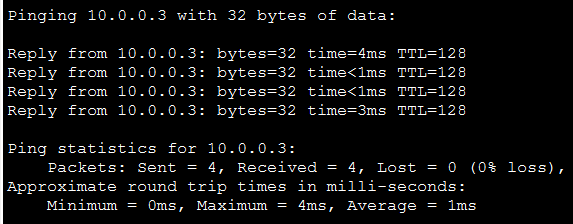 Pinging 10.0.0.3 with 32 bytes of data:
Reply from 10.0.0.3: bytes=32 time=4ms TTL=128
Reply from 10.0.0.3: bytes=32 time<1ms TTL=128
Reply from 10.0.0.3: bytes=32 time<1ms TTL=128
Reply from 10.0.0.3: bytes=32 time=3ms TTL=128
Ping statistics for 10.0.0.3:
    Packets: Sent = 4, Received = 4, Lost = 0 (0% loss),
Approximate round trip times in milli-seconds:
    Minimum = 0ms, Maximum = 4ms, Average = 1ms